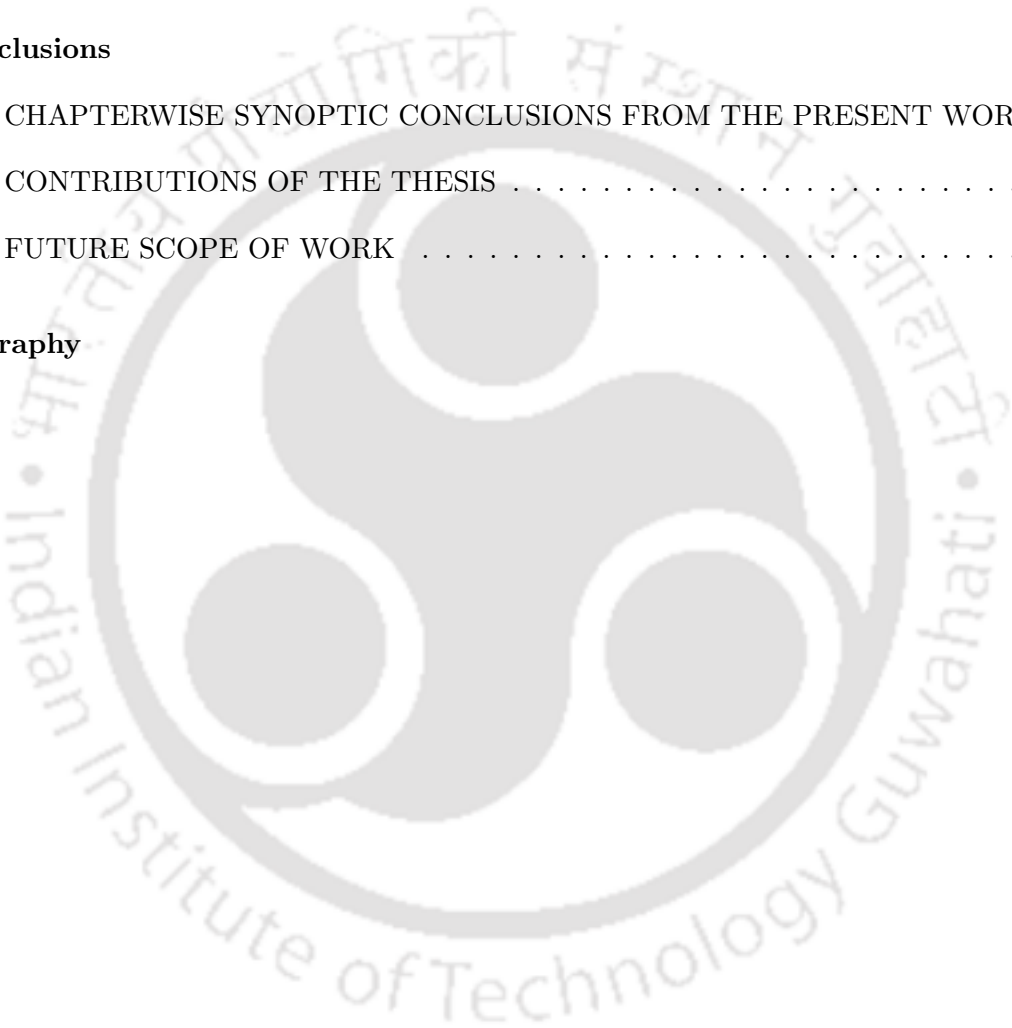 clusions
CHAPTERWISE SYNOPTIC CONCLUSIONS FROM THE PRESENT WOR
CONTRIBUTIONS OF THE THESIS . . . . . . . . . . . . . . . . . . . . . . .
FUTURE SCOPE OF WORK . . . . . . . . . . . . . . . . . . . . . . . . . . .
raphy
भारतीय प्रौद्योगिकी संस्थान गुवाहाटी
• Indian Institute of Technology Guwahati •